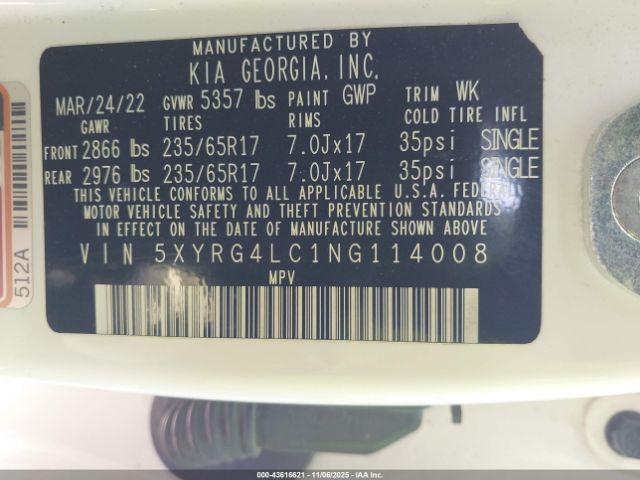 MANUFACTURED BY
KIA GEORGIA, INC.
MAR/24/22 GVWR 5357 lbs PAINT GWP TRIM WK
GAWR TIRES RIMS COLD TIRE INFL
FRONT 2866 lbs 235/65R17 7.0Jx17 35psi SINGLE
REAR 2976 lbs 235/65R17 7.0Jx17 35psi SINGLE
THIS VEHICLE CONFORMS TO ALL APPLICABLE U.S.A. FEDERAL
MOTOR VEHICLE SAFETY AND THEFT PREVENTION STANDARDS
IN EFFECT ON THE DATE OF MANUFACTURE SHOWN ABOVE
VIN 5XYRG4LC1NG114008
MPV
512A
000-43616621 | 11/06/2025 - IAA Inc.